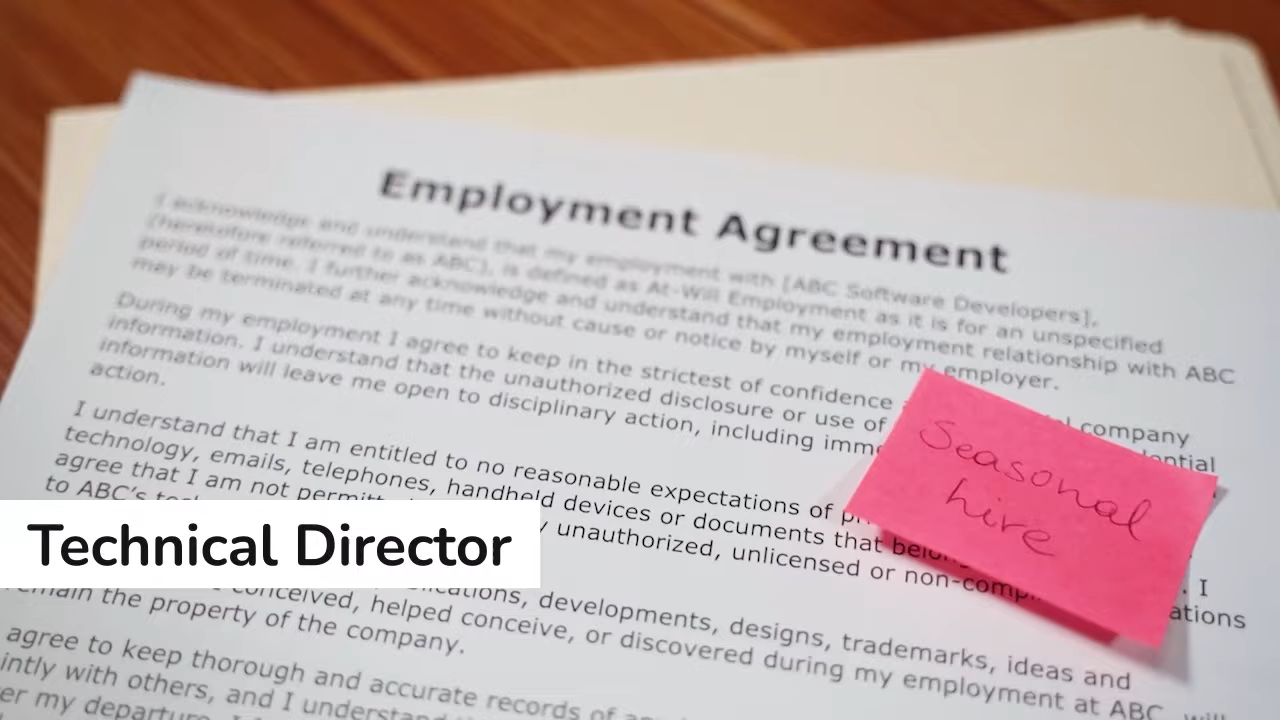 Employment Agreement
I acknowledge and understand that my employment with [ABC Software Developers],
(heretofore referred to as ABC), is defined as At-Will Employment as it is for an unspecified
period of time. I further acknowledge and understand that my employment relationship with ABC
may be terminated at any time without cause or notice by myself or my employer.
During my employment I agree to keep in the strictest of confidence company
information. I understand that the unauthorized disclosure or use of
information will leave me open to disciplinary action, including
action.
I understand that I am entitled to no reasonable expectations of
technology, emails, telephones, handheld devices or documents that
agree that I am not unauthorized, unlicensed or . I
to ABC's
Seasonal
hire
Technical Director
conceived, helped conceive, or discovered during my employment at ABC, will
developments, designs, trademarks, ideas and
remain the property of the company.
agree to keep thorough and accurate records of
with others, and I understand
my departure. I